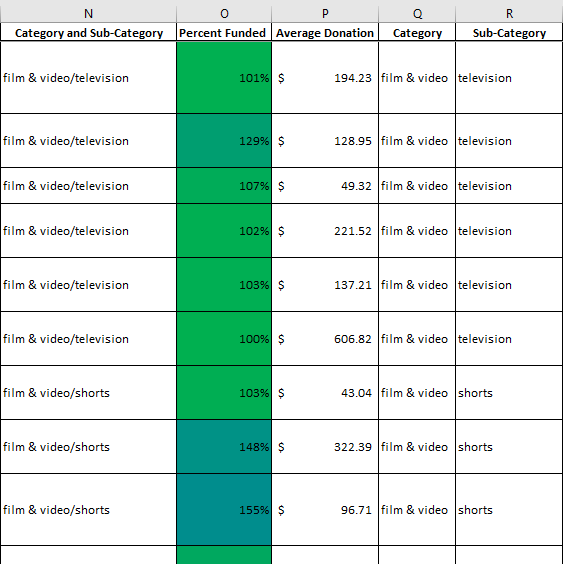 N O P Q R
Category and Sub-Category Percent Funded Average Donation Category Sub-Category
film & video/television 101% $ 194.23 film & video television
film & video/television 129% $ 128.95 film & video television
film & video/television 107% $ 49.32 film & video television
film & video/television 102% $ 221.52 film & video television
film & video/television 103% $ 137.21 film & video television
film & video/television 100% $ 606.82 film & video television
film & video/shorts 103% $ 43.04 film & video shorts
film & video/shorts 148% $ 322.39 film & video shorts
film & video/shorts 155% $ 96.71 film & video shorts